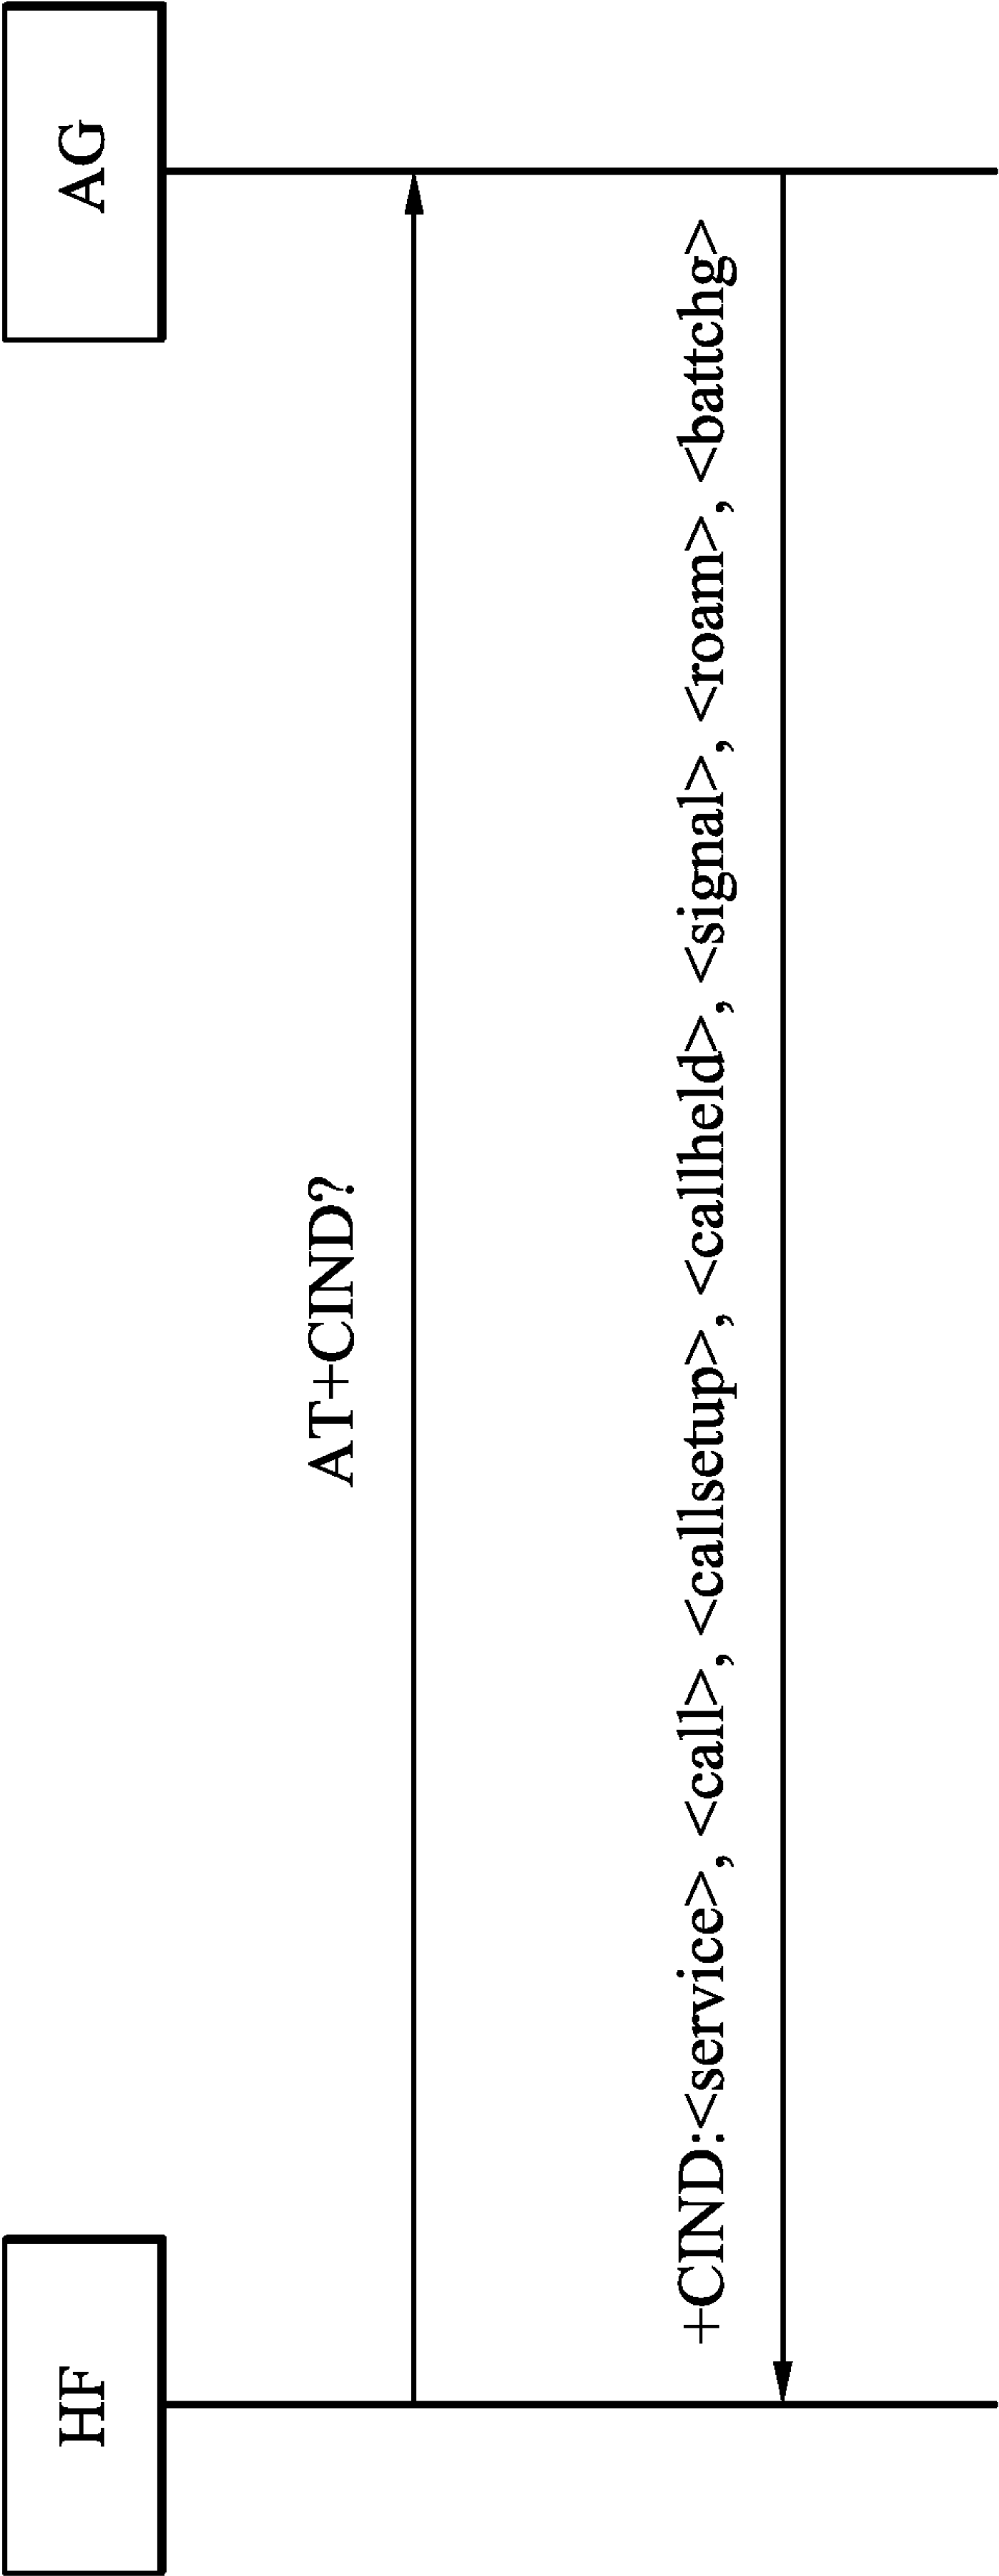 HF
AG
AT+CIND?
+CIND:<service>, <call>, <callsetup>, <callheld>, <signal>, <roam>, <battchg>